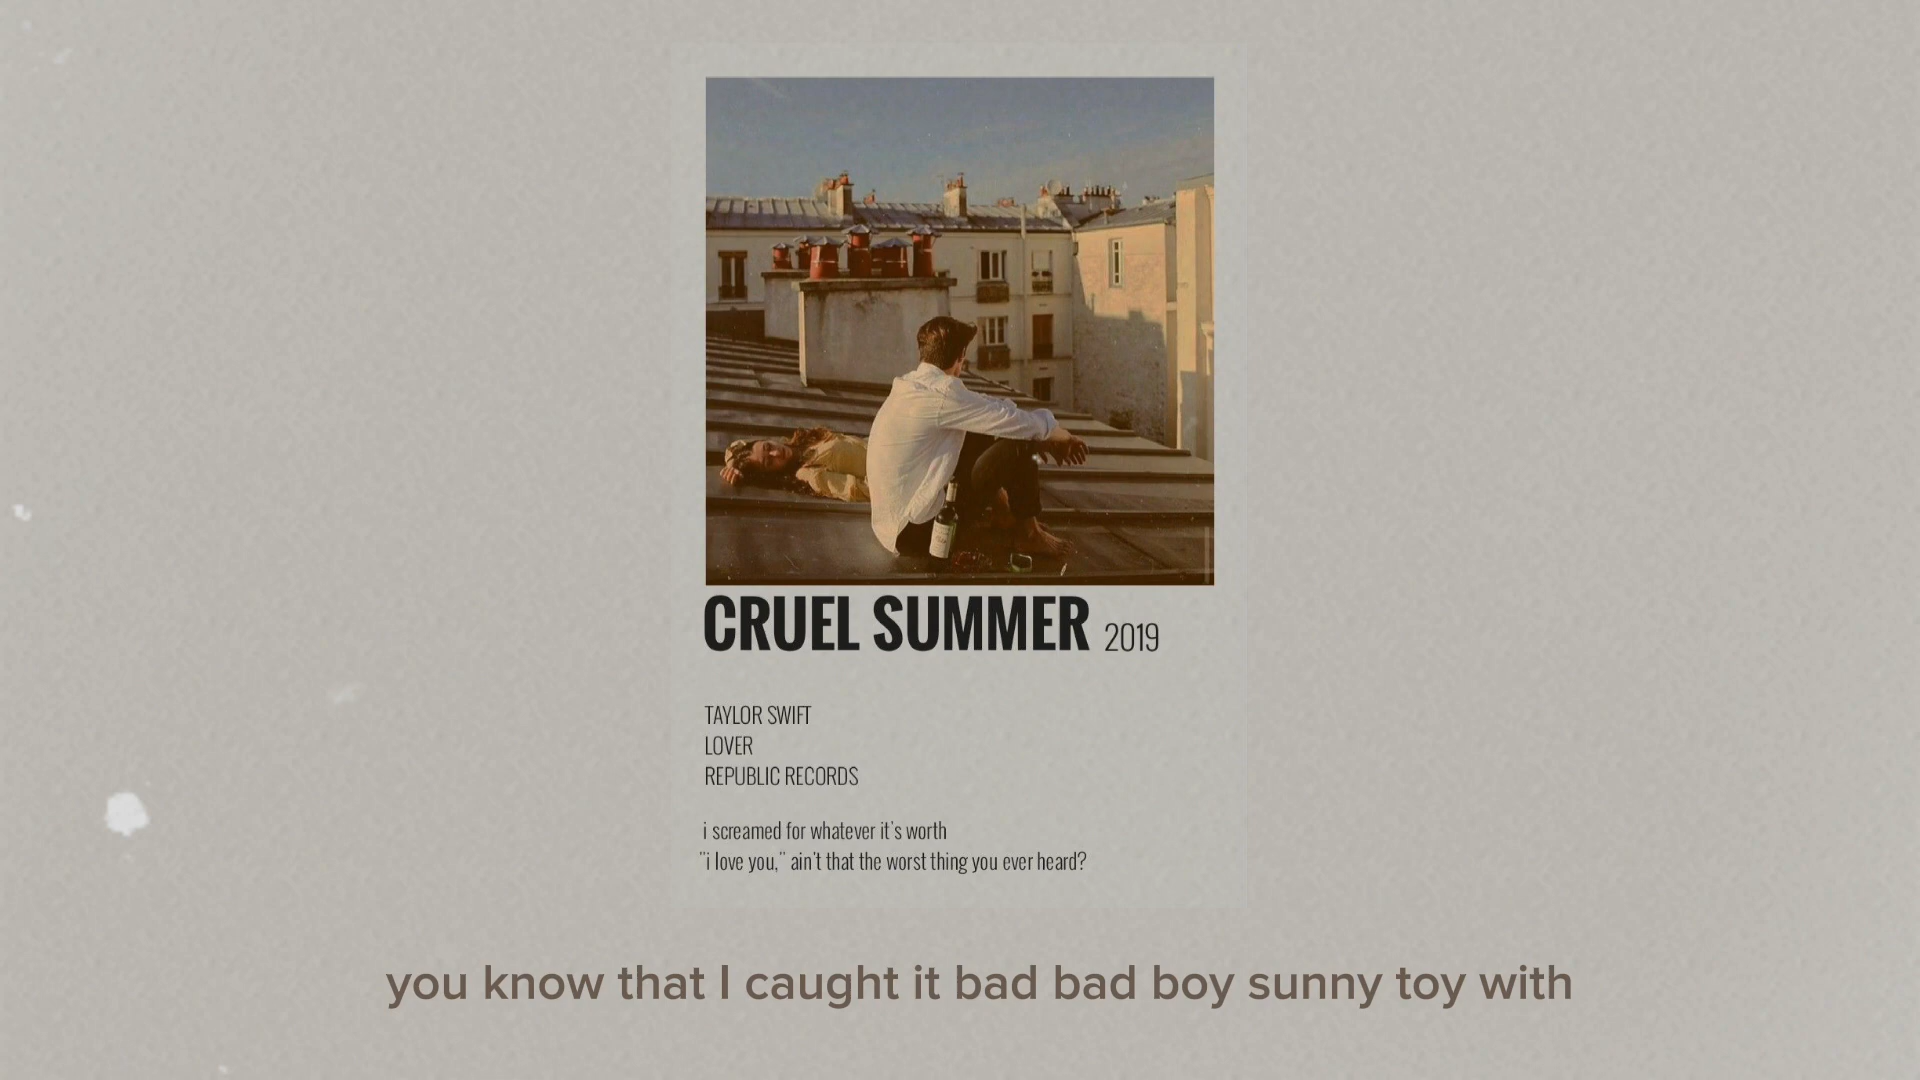 CRUEL SUMMER 2019
TAYLOR SWIFT
LOVER
REPUBLIC RECORDS
i screamed for whatever it's worth
"i love you," ain't that the worst thing you ever heard?
you know that I caught it bad bad boy sunny toy with